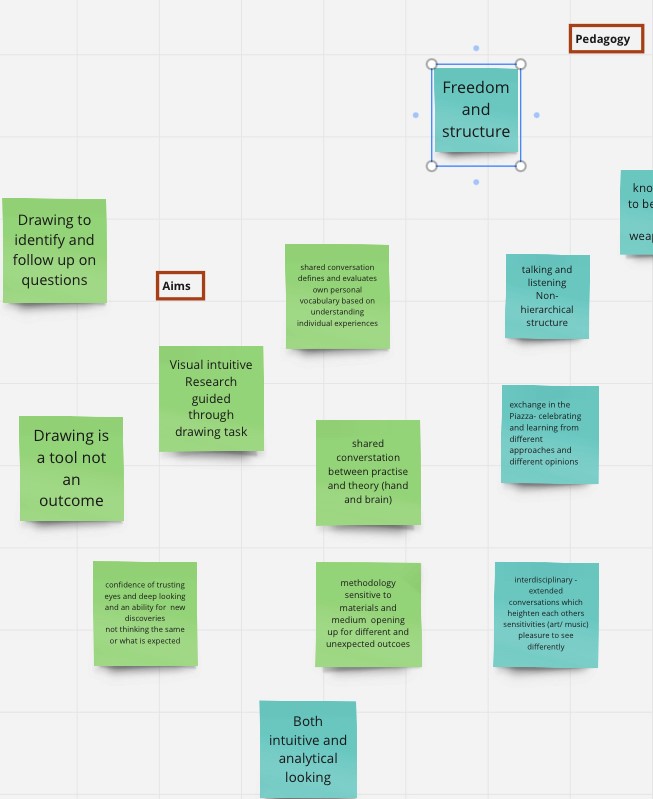 Pedagogy
Freedom
and
structure
kno
to be
weap
Drawing to
identify and
follow up on
questions
Aims
shared conversation
defines and evaluates
own personal
vocabulary based on
understanding
individual experiences
talking and
listening
Non-
hierarchical
structure
Visual intuitive
Research
guided
through
drawing task
exchange in the
Piazza- celebrating
and learning from
different
approaches and
different opinions
Drawing is
a tool not
an
outcome
shared
converstation
between practise
and theory (hand
and brain)
confidence of trusting
eyes and deep looking
and an ability for  new
discoveries
not thinking the same
or what is expected
methodology
sensitive to
materials and
medium  opening
up for different and
unexpected outcoes
interdisciplinary -
extended
conversations which
heighten each others
sensitivities (art/ music)
pleasure to see
differently
Both
intuitive and
analytical
looking